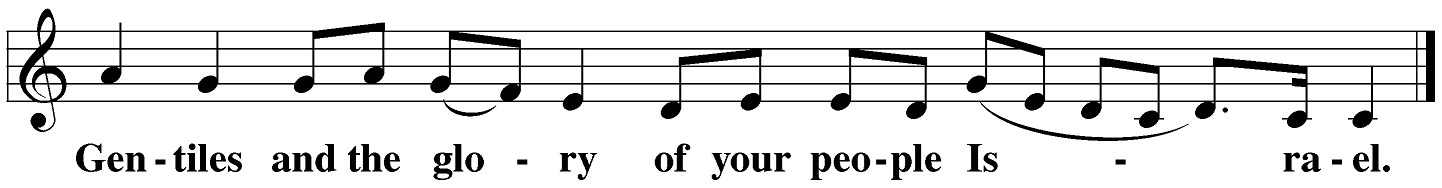 Gen - tiles and the glo - ry of your peo - ple Is - ra - el.